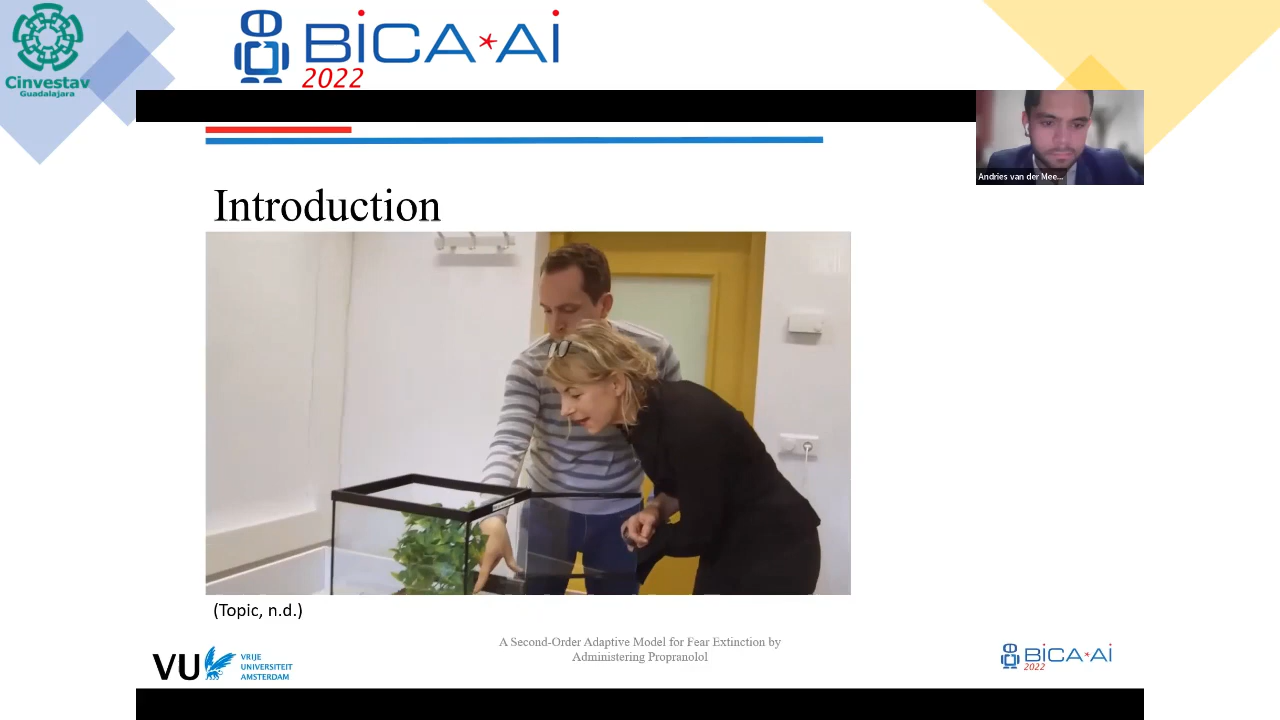 Cinvestav
Guadalajara
BiCA*Ai
2022
Andries van der Mee...
Introduction
(Topic, n.d.)
A Second-Order Adaptive Model for Fear Extinction by
Administering Propranolol
VU
VRIJE
UNIVERSITEIT
AMSTERDAM
BiCA*Ai
2022